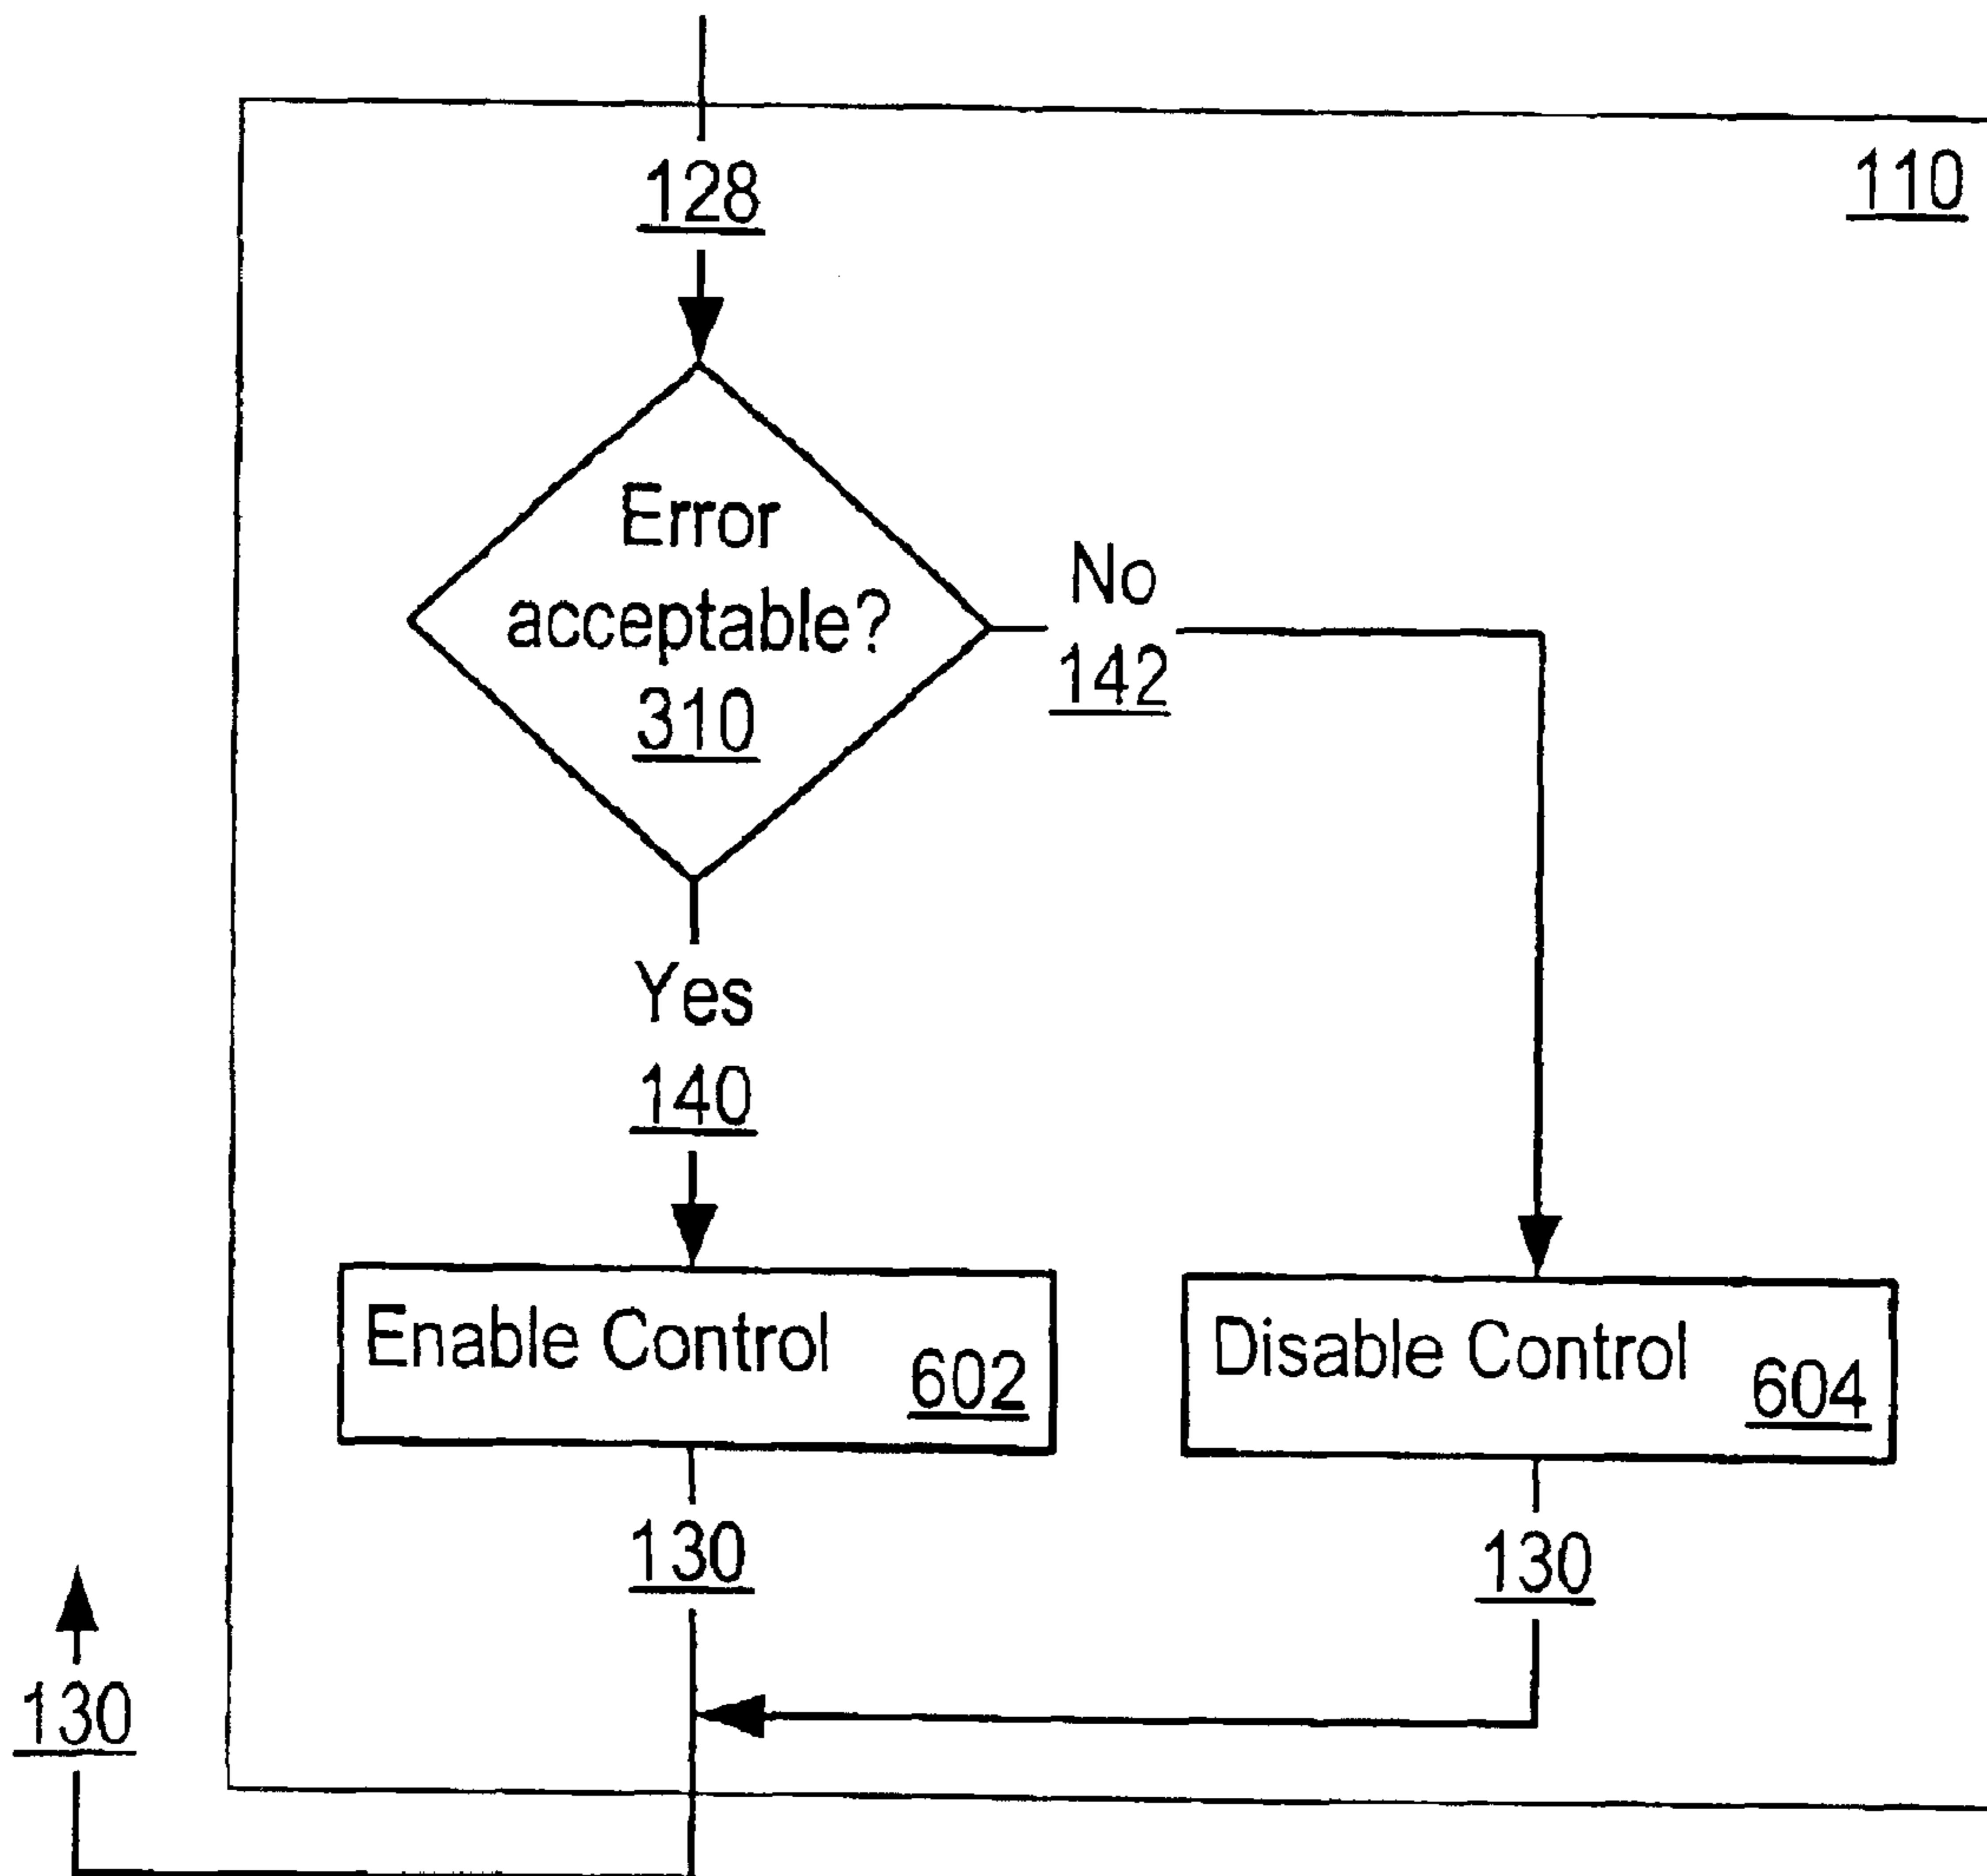 128
110
Error
acceptable?
310
No
142
Yes
140
Enable Control
602
Disable Control
604
130
130
130